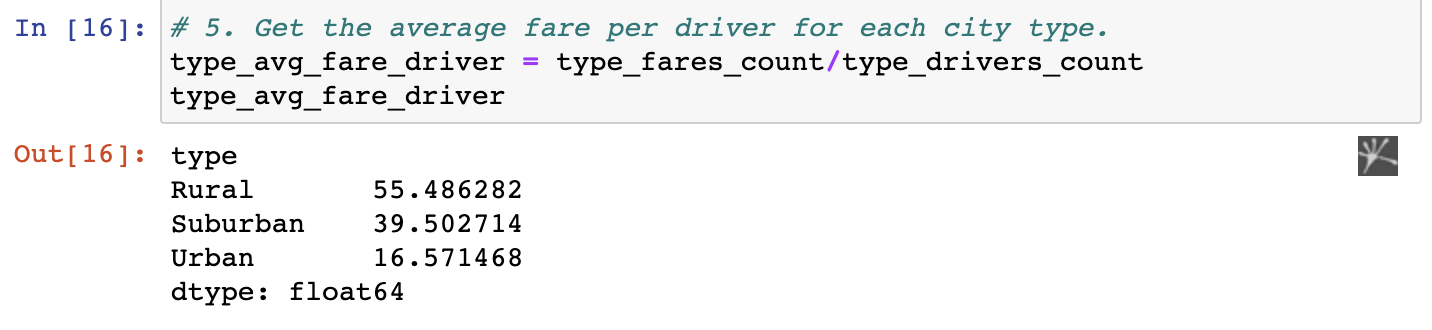 In [16]: # 5. Get the average fare per driver for each city type.
type_avg_fare_driver = type_fares_count/type_drivers_count
type_avg_fare_driver
Out[16]: type
Rural       55.486282
Suburban    39.502714
Urban       16.571468
dtype: float64